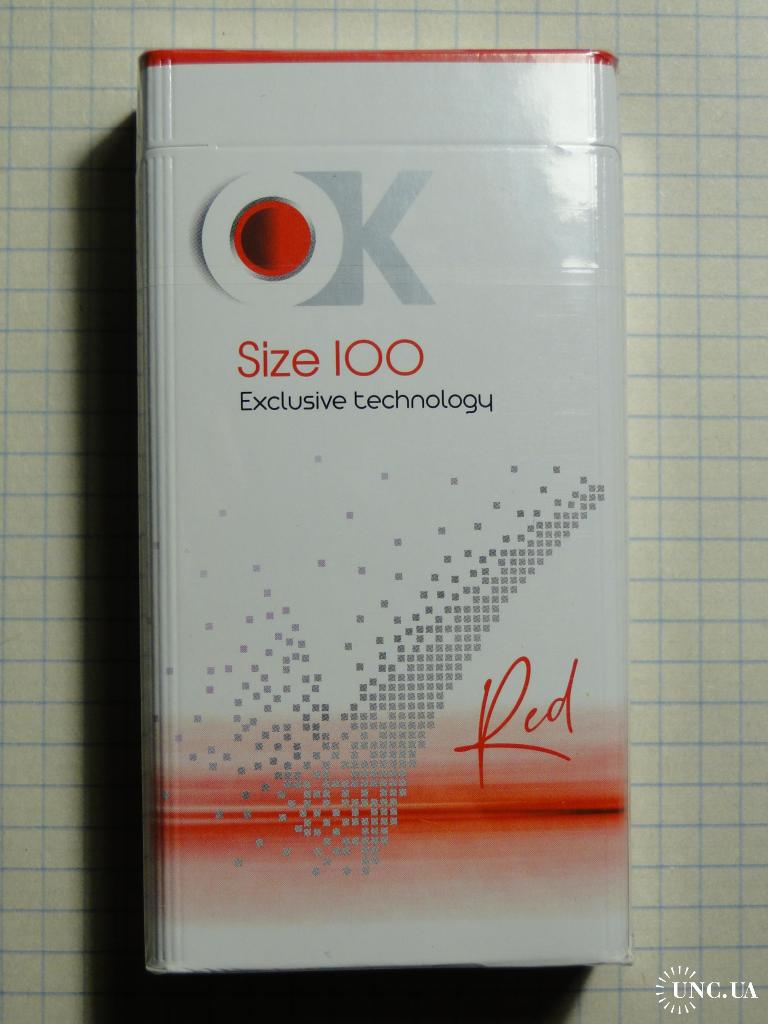 OK
Size 100
Exclusive technology
Red
UNC.UA